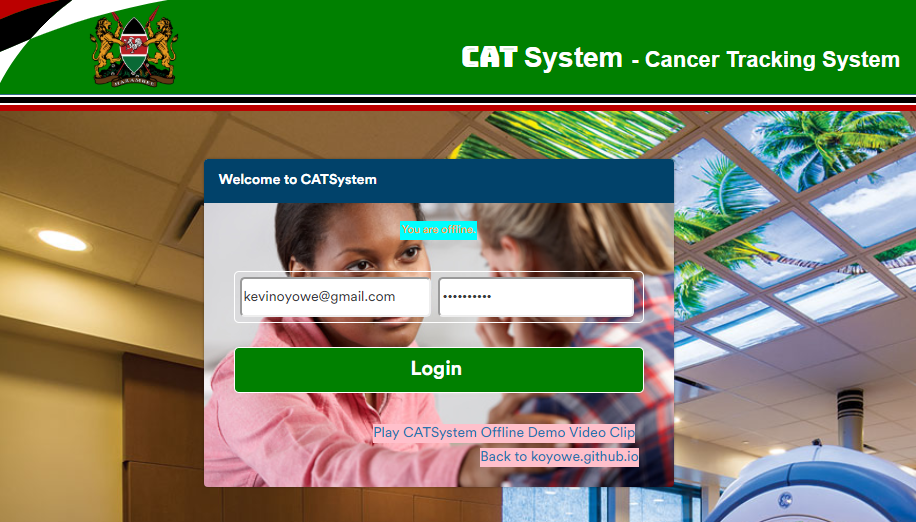 HARAMBEE
CAT System - Cancer Tracking System
Welcome to CATSystem
You are offline.
kevinoyowe@gmail.com
••••••••••
Login
Play CATSystem Offline Demo Video Clip
Back to koyowe.github.io